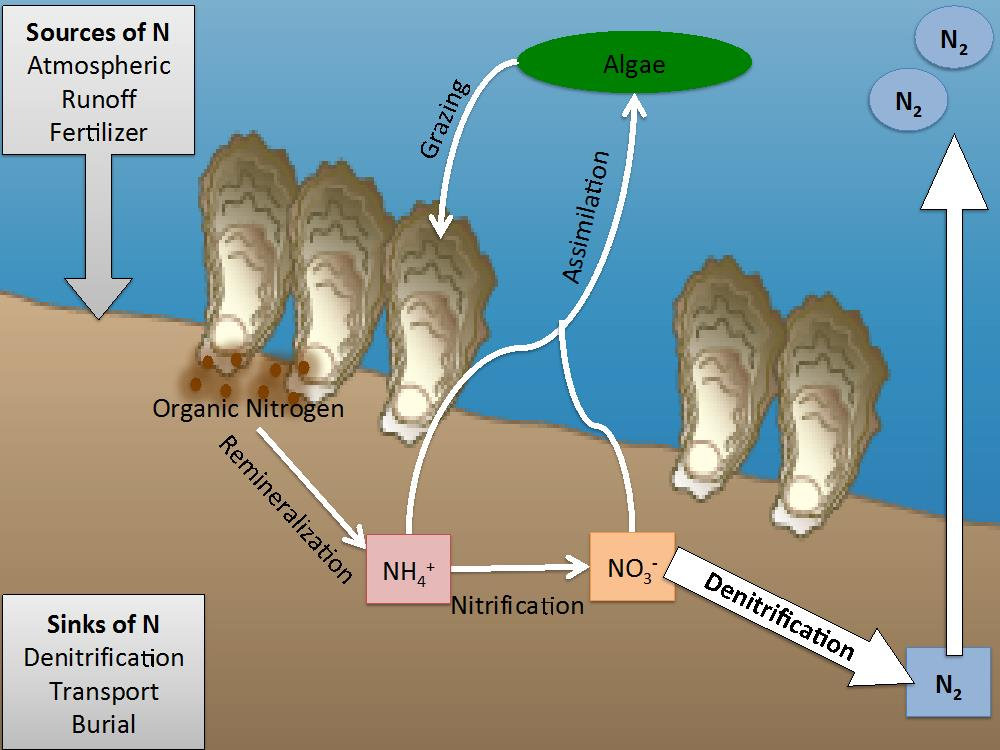 Sources of N
Atmospheric
Runoff
Fertilizer
Algae
N₂
N₂
Grazing
Assimilation
Organic Nitrogen
Remineralization
NH₄⁺
Nitrification
NO₃⁻
Denitrification
N₂
Sinks of N
Denitrification
Transport
Burial